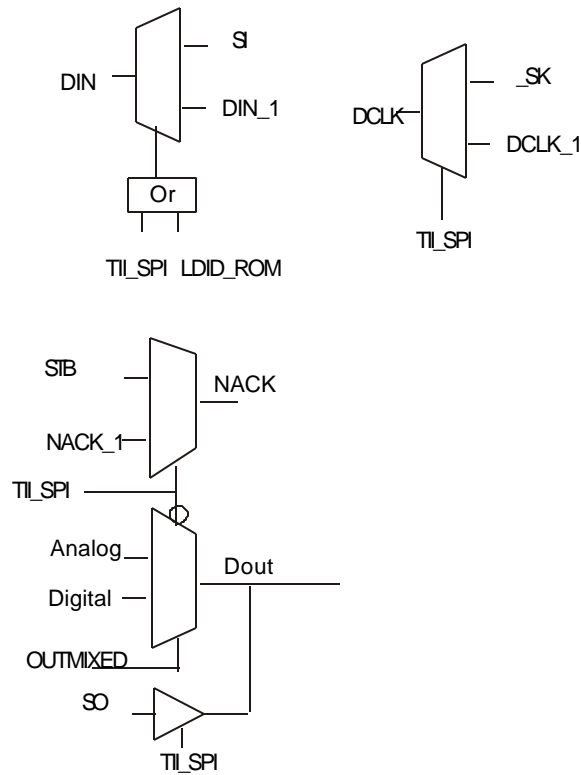 SI
DIN
DIN_1
_SK
DCLK
DCLK_1
Or
TII_SPI LDID_ROM
TII_SPI
STB
NACK
NACK_1
TII_SPI
Analog
Dout
Digital
OUTMIXED
SO
TII_SPI